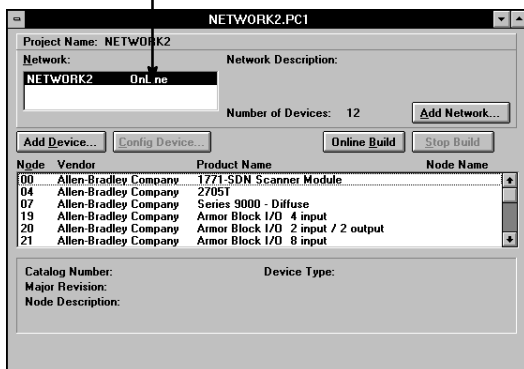 NETWORK2.PC1
Project Name: NETWORK2
Network: Network Description:
NETWORK2 OnLine
Number of Devices: 12 Add Network...
Add Device... Config Device... Online Build Stop Build
Node Vendor Product Name Node Name
00 Allen-Bradley Company 1771-SDN Scanner Module
04 Allen-Bradley Company 2705T
07 Allen-Bradley Company Series 9000 - Diffuse
19 Allen-Bradley Company Armor Block I/O 4 input
20 Allen-Bradley Company Armor Block I/O 2 input / 2 output
21 Allen-Bradley Company Armor Block I/O 8 input
Catalog Number: Device Type:
Major Revision:
Node Description: